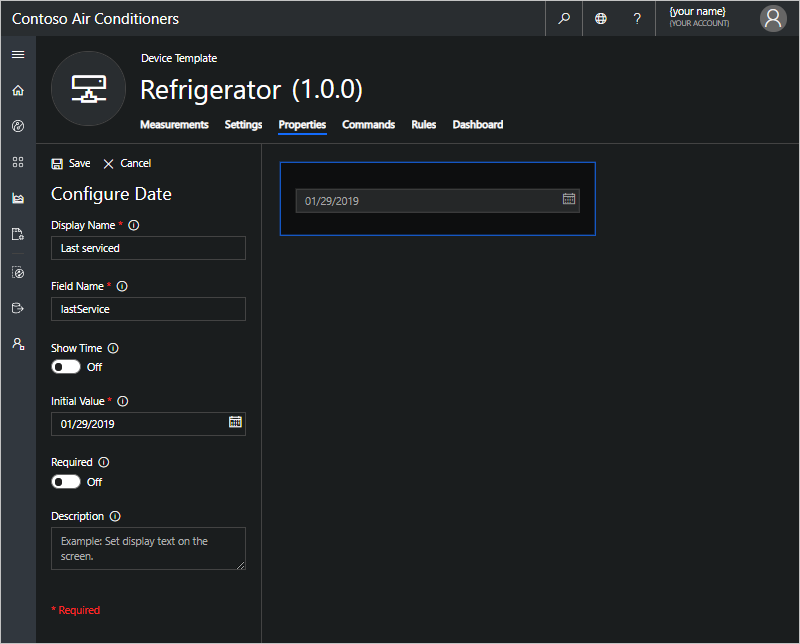 Contoso Air Conditioners
?
{your name}
(YOUR ACCOUNT)
Device Template
Refrigerator (1.0.0)
Measurements Settings Properties Commands Rules Dashboard
Save Cancel
Configure Date
Display Name *
Last serviced
Field Name *
lastService
Show Time
Off
Initial Value *
01/29/2019
Required
Off
Description
Example: Set display text on the
screen.
* Required
01/29/2019